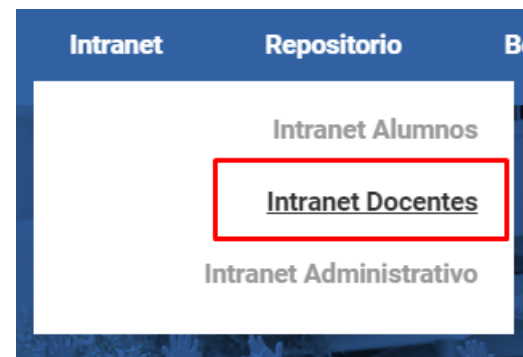 Intranet Repositorio
Intranet Alumnos
Intranet Docentes
Intranet Administrativo